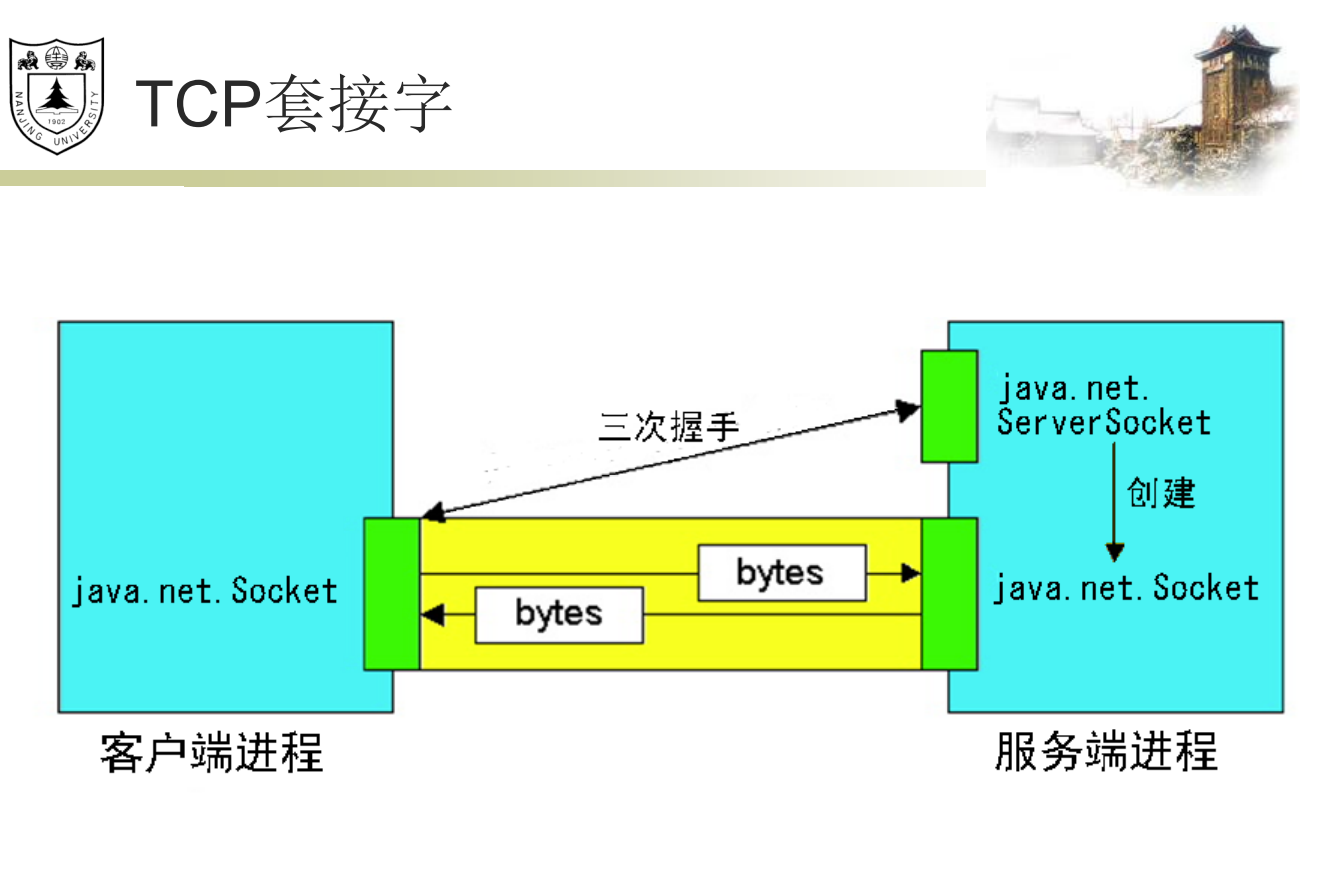 NANJING UNIVERSITY
1902
TCP套接字
三次握手
java.net.
ServerSocket
创建
bytes
java.net.Socket
bytes
java.net.Socket
客户端进程
服务端进程